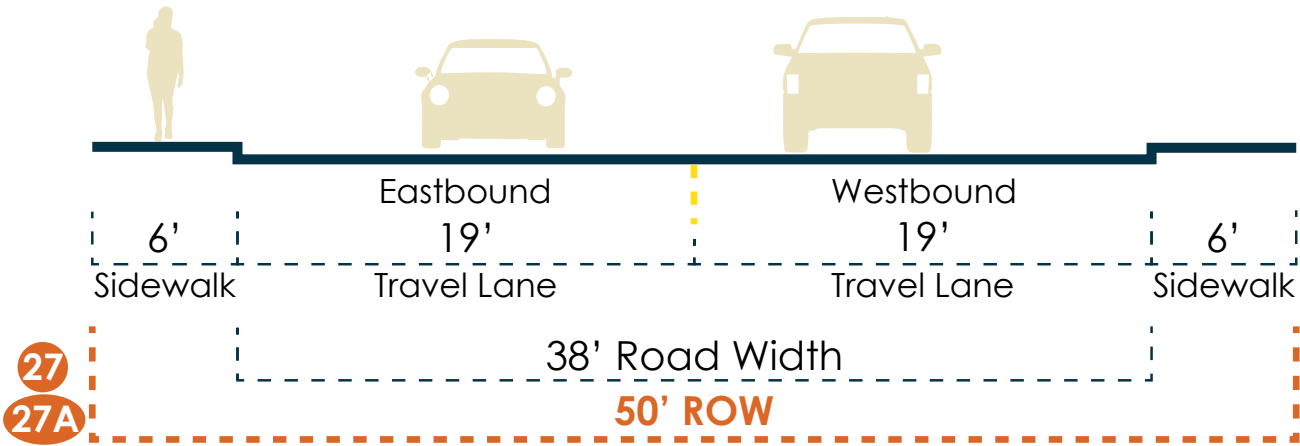 Eastbound Westbound
6’ 19’ 19’ 6’
Sidewalk Travel Lane Travel Lane Sidewalk
38’ Road Width
27
50’ ROW
27A